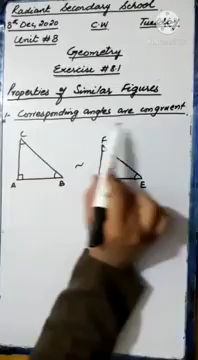 Radiant Secondary School
8th Dec, 2020 C.W Tuesday
Unit #8
Geometry
Exercise #8.1
Properties of Similar Figures
1- Corresponding angles are congruent
C F
~
A B E